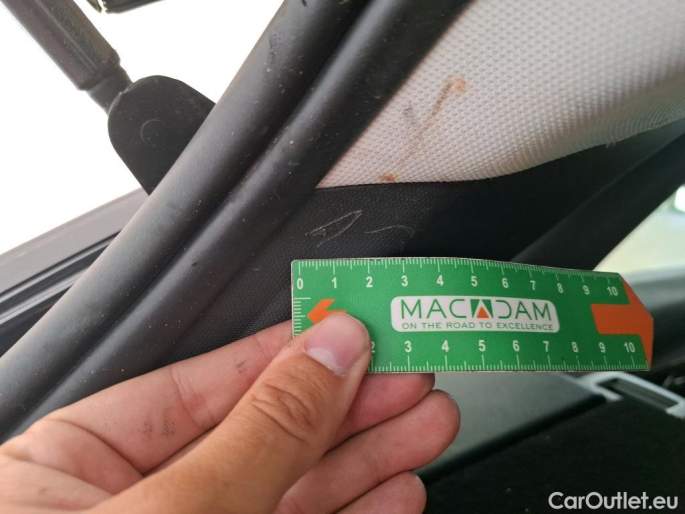 0 1 2 3 4 5 6 7 8 9 10
MACADAM
ON THE ROAD TO EXCELLENCE
2 3 4 5 6 7 8 9 10
CarOutlet.eu